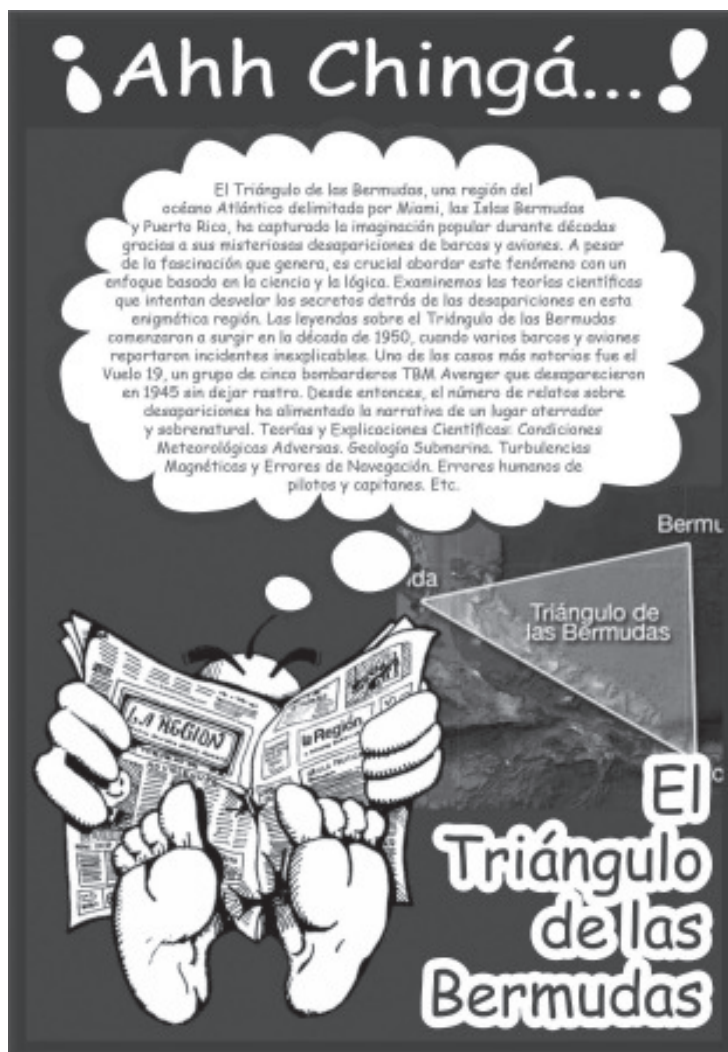 ¡Ahh Chingá...!
El Triángulo de las Bermudas, una región del
océano Atlántico delimitada por Miami, las Islas Bermudas
y Puerto Rico, ha capturado la imaginación popular durante décadas
gracias a sus misteriosas desapariciones de barcos y aviones. A pesar
de la fascinación que genera, es crucial abordar este fenómeno con un
enfoque basado en la ciencia y la lógica. Examinemos las teorías científicas
que intentan desvelar los secretos detrás de las desapariciones en esta
enigmática región. Las leyendas sobre el Triángulo de las Bermudas
comenzaron a surgir en la década de 1950, cuando varios barcos y aviones
reportaron incidentes inexplicables. Uno de los casos más notorios fue el
Vuelo 19, un grupo de cinco bombarderos TBM Avenger que desaparecieron
en 1945 sin dejar rastro. Desde entonces, el número de relatos sobre
desapariciones ha alimentado la narrativa de un lugar aterrador
y sobrenatural. Teorías y Explicaciones Científicas: Condiciones
Meteorológicas Adversas. Geología Submarina. Turbulencias
Magnéticas y Errores de Navegación. Errores humanos de
pilotos y capitanes. Etc.
Bermu
ida
Triángulo de
las Bermudas
LA REGION
la Región
El
Triángulo
de las
Bermudas